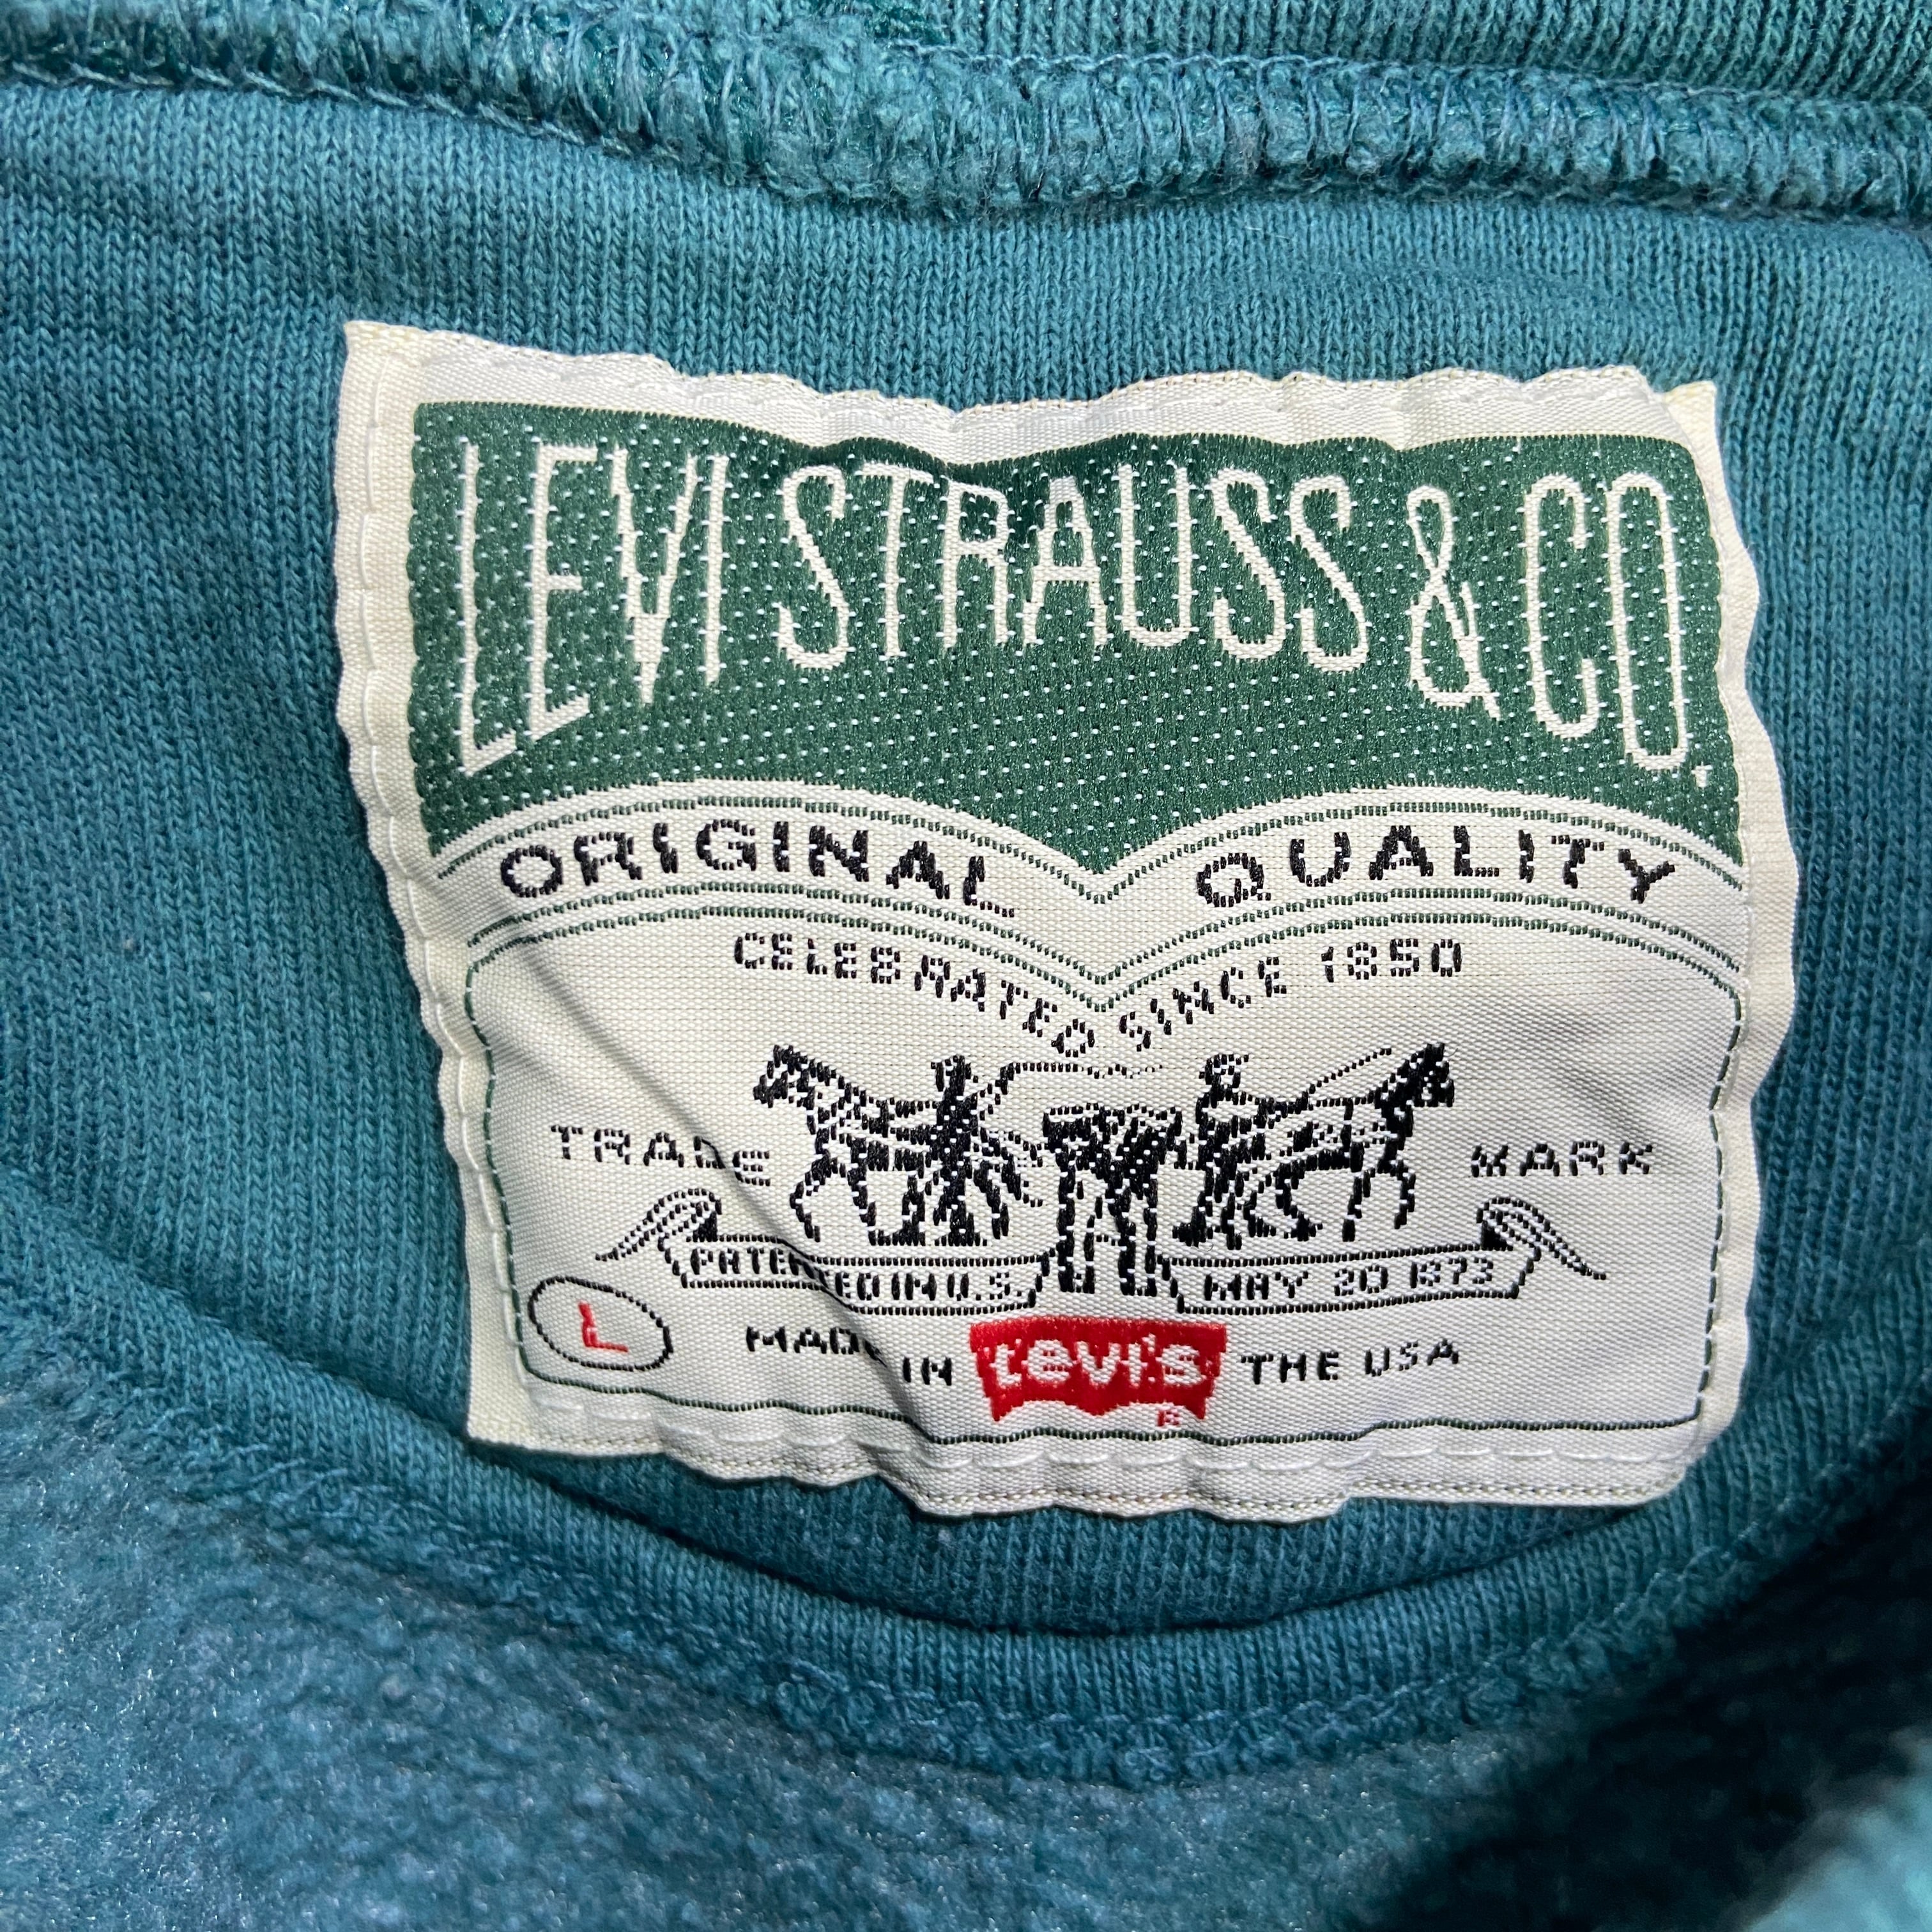 LEVI STRAUSS & CO.
ORIGINAL QUALITY
CELEBRATED SINCE 1850
TRADE MARK
PATENTED IN U.S. MAY 20 1873
L
MADE IN Levi's THE USA
R